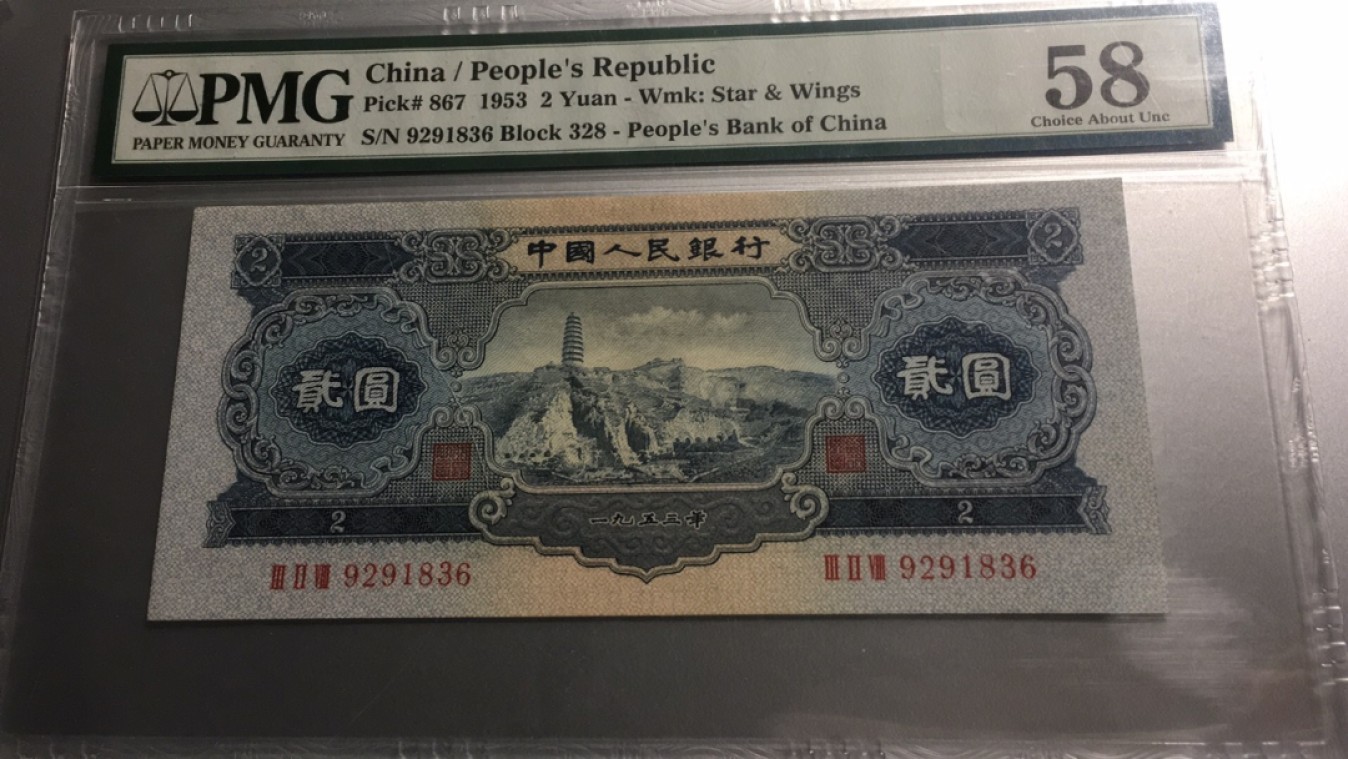 PMG
PAPER MONEY GUARANTY
China / People's Republic
Pick# 867 1953 2 Yuan - Wmk: Star & Wings
S/N 9291836 Block 328 - People's Bank of China
58
Choice About Unc
2
中國人民銀行
2
貳圓
貳圓
2
一九五三年
2
III II VIII 9291836
III II VIII 9291836